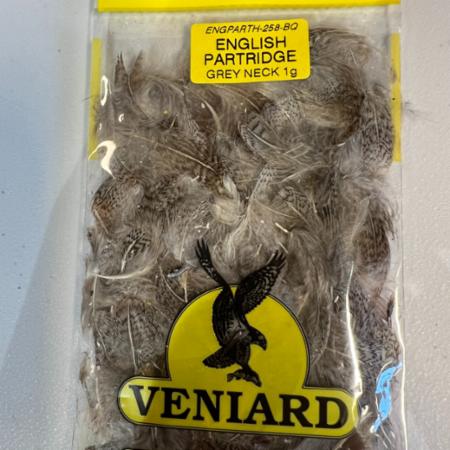 ENGPARTH-258-BQ
ENGLISH
PARTRIDGE
GREY NECK 1g
VENIARD